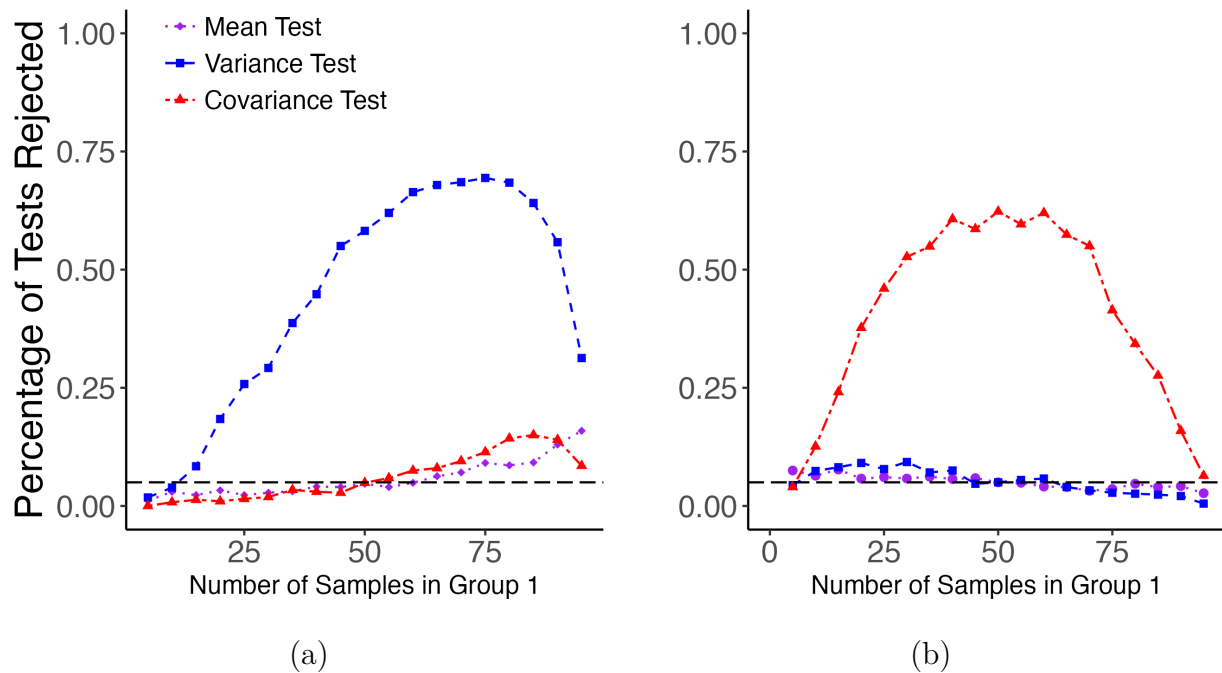 Percentage of Tests Rejected
1.00
0.75
0.50
0.25
0.00
Mean Test
Variance Test
Covariance Test
25 50 75
Number of Samples in Group 1
(a)
1.00
0.75
0.50
0.25
0.00
0 25 50 75
Number of Samples in Group 1
(b)